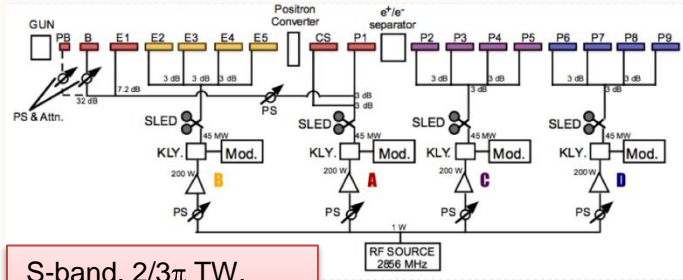 GUN PB B E1 E2 E3 E4 E5 Positron Converter CS P1 e⁺/e⁻ separator P2 P3 P4 P5 P6 P7 P8 P9
3 dB 3 dB 3 dB 3 dB 3 dB 3 dB 3 dB
7.2 dB 3 dB 3 dB 3 dB
32 dB 3 dB
PS & Attn. PS
SLED SLED SLED SLED
45 MW 45 MW 45 MW 45 MW
KLY. Mod. KLY. Mod. KLY. Mod. KLY. Mod.
200 W B 200 W A 200 W C 200 W D
PS PS PS PS
1 W
RF SOURCE
2856 MHz
S-band, 2/3π TW,